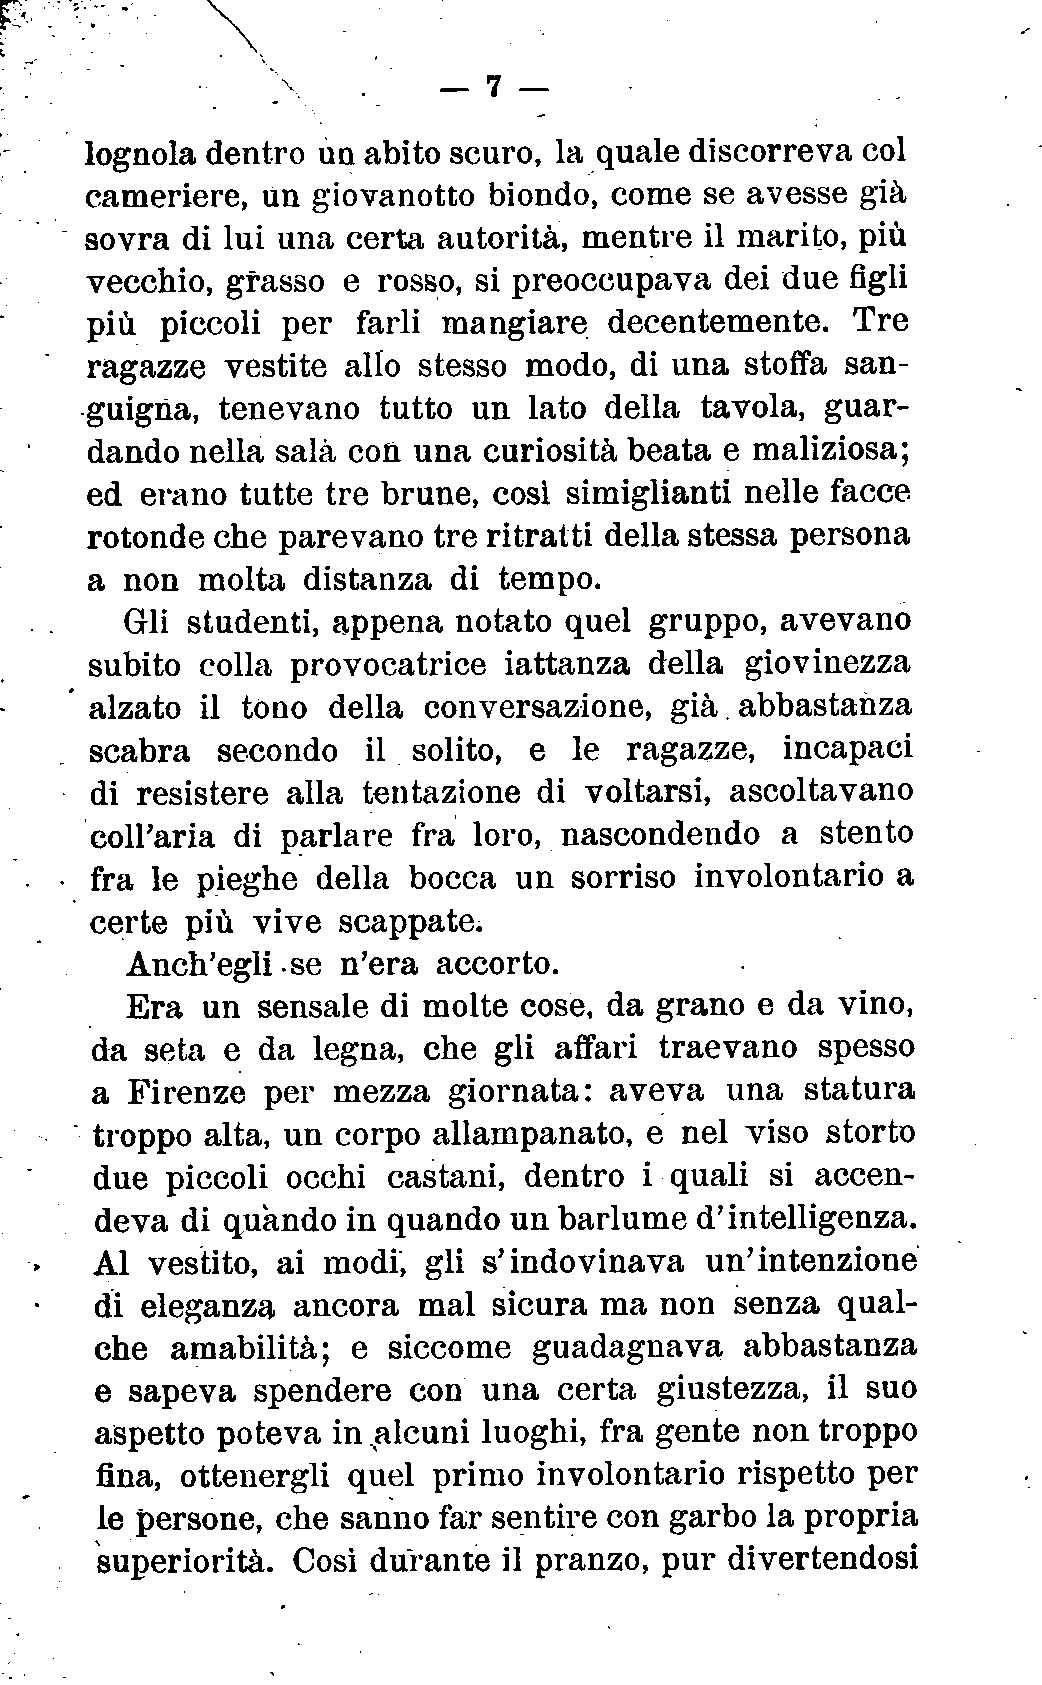 — 7 —
lognola dentro un abito scuro, la quale discorreva col
cameriere, un giovanotto biondo, come se avesse già
sovra di lui una certa autorità, mentre il marito, più
vecchio, grasso e rosso, si preoccupava dei due figli
più piccoli per farli mangiare decentemente. Tre
ragazze vestite allo stesso modo, di una stoffa san-
guigna, tenevano tutto un lato della tavola, guar-
dando nella sala con una curiosità beata e maliziosa;
ed erano tutte tre brune, così simiglianti nelle facce
rotonde che parevano tre ritratti della stessa persona
a non molta distanza di tempo.
Gli studenti, appena notato quel gruppo, avevano
subito colla provocatrice iattanza della giovinezza
alzato il tono della conversazione, già abbastanza
scabra secondo il solito, e le ragazze, incapaci
di resistere alla tentazione di voltarsi, ascoltavano
coll'aria di parlare fra loro, nascondendo a stento
fra le pieghe della bocca un sorriso involontario a
certe più vive scappate.
Anch'egli se n'era accorto.
Era un sensale di molte cose, da grano e da vino,
da seta e da legna, che gli affari traevano spesso
a Firenze per mezza giornata: aveva una statura
troppo alta, un corpo allampanato, e nel viso storto
due piccoli occhi castani, dentro i quali si accen-
deva di quando in quando un barlume d'intelligenza.
Al vestito, ai modi, gli s'indovinava un'intenzione
di eleganza ancora mal sicura ma non senza qual-
che amabilità; e siccome guadagnava abbastanza
e sapeva spendere con una certa giustezza, il suo
aspetto poteva in alcuni luoghi, fra gente non troppo
fina, ottenergli quel primo involontario rispetto per
le persone, che sanno far sentire con garbo la propria
superiorità. Così durante il pranzo, pur divertendosi